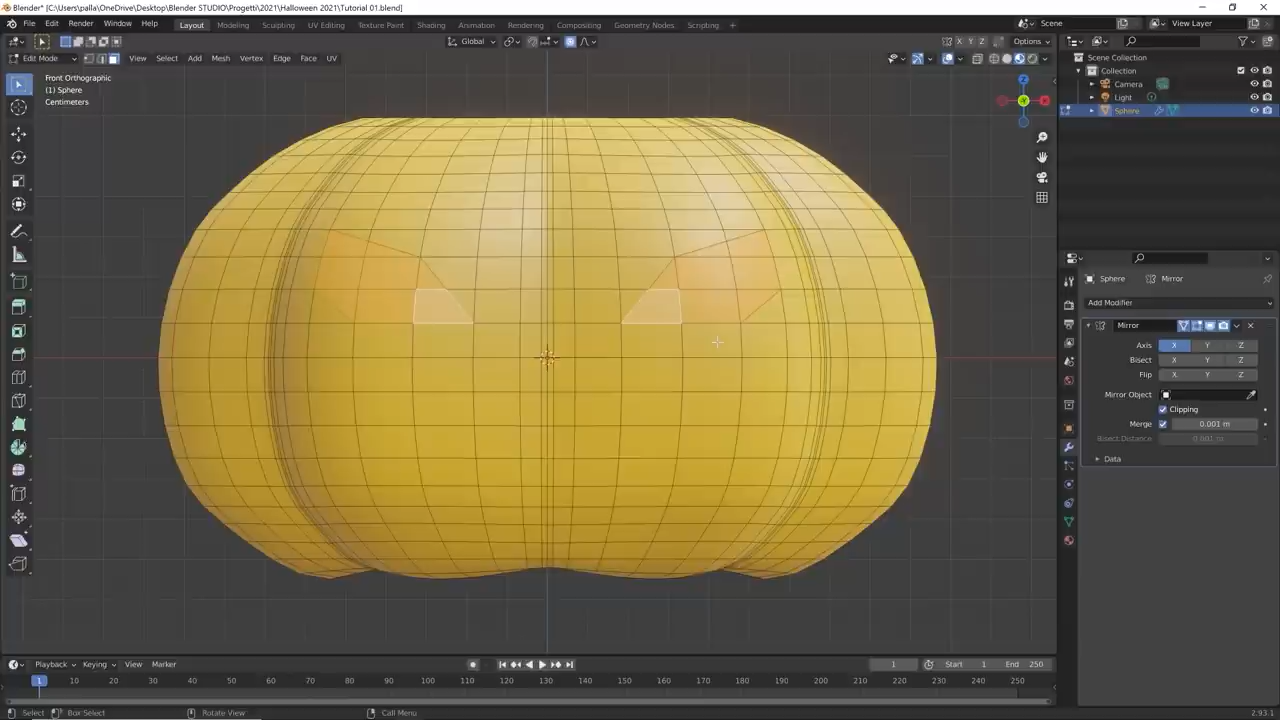 Blender* [C:\Users\palla\OneDrive\Desktop\Blender STUDIO\Progetti\2021\Halloween 2021\Tutorial 01.blend]
File Edit Render Window Help Layout Modeling Sculpting UV Editing Texture Paint Shading Animation Rendering Compositing Geometry Nodes Scripting + Scene View Layer
Global X Y Z Options
Edit Mode View Select Add Mesh Vertex Edge Face UV
Front Orthographic
(1) Sphere
Centimeters
Z
Y
X
Scene Collection
Collection
Camera
Light
Sphere
Sphere Mirror
Add Modifier
Mirror
Axis X Y Z
Bisect X Y Z
Flip X Y Z
Mirror Object
Clipping
Merge 0.001 m
Bisect Distance 0.001 m
Data
Playback Keying View Marker 1 Start 1 End 250
1 10 20 30 40 50 60 70 80 90 100 110 120 130 140 150 160 170 180 190 200 210 220 230 240 250
Select Box Select Rotate View Call Menu 2.93.1